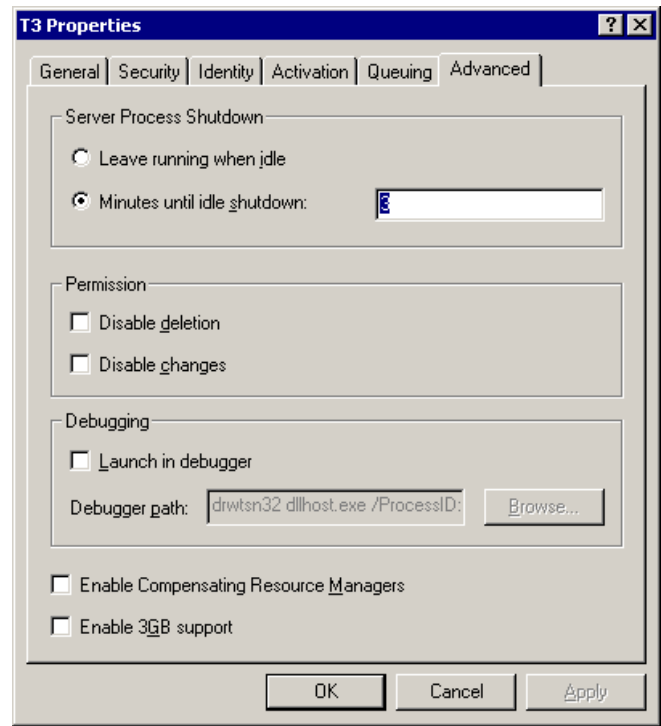 T3 Properties
General Security Identity Activation Queuing Advanced
Server Process Shutdown
Leave running when idle
Minutes until idle shutdown: 3
Permission
Disable deletion
Disable changes
Debugging
Launch in debugger
Debugger path: drwtsn32 dllhost.exe /ProcessID: Browse...
Enable Compensating Resource Managers
Enable 3GB support
OK Cancel Apply